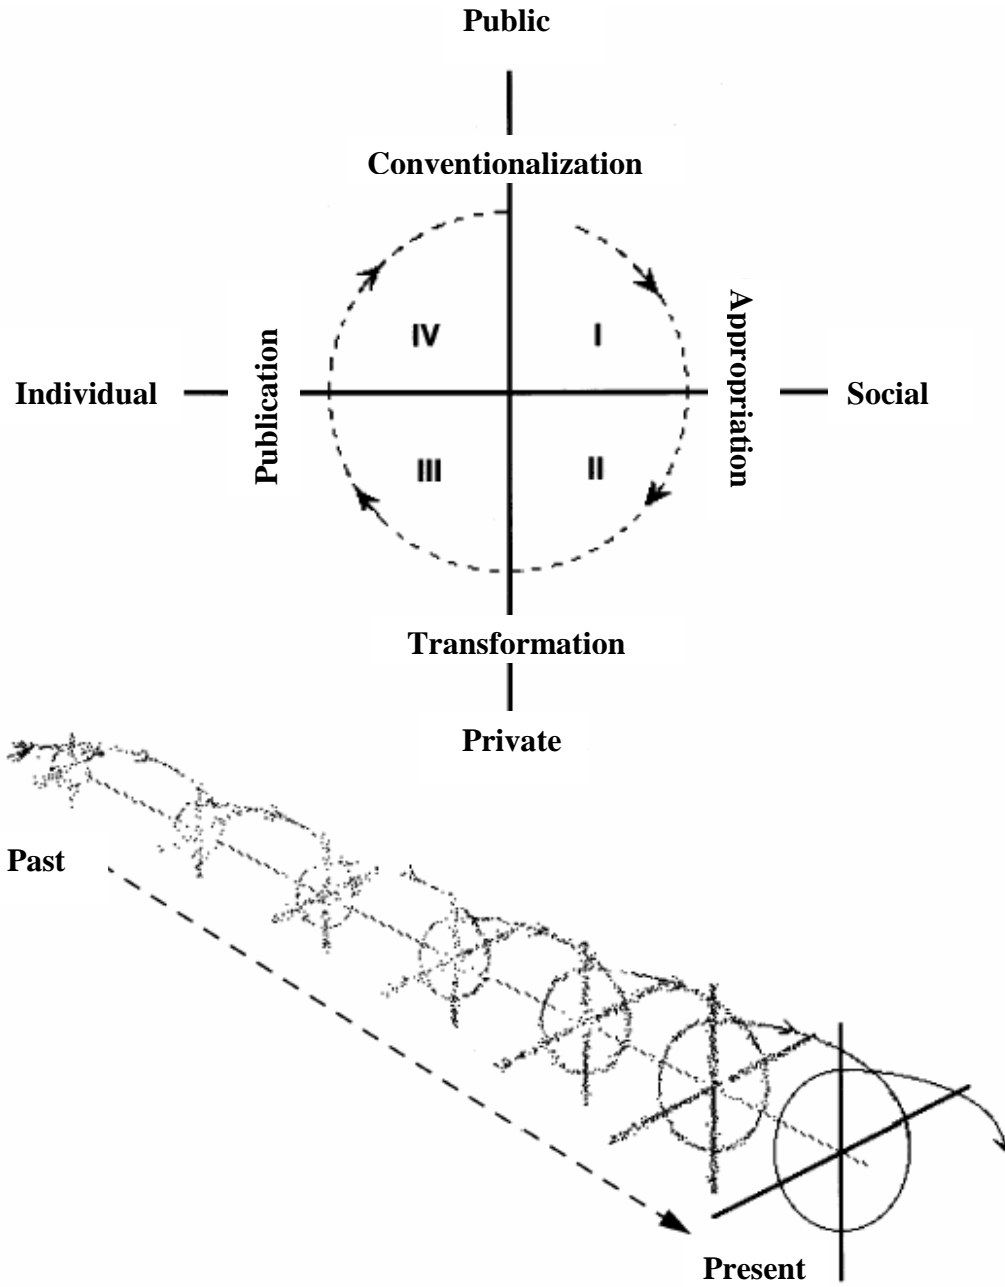 Public
Conventionalization
IV
I
Individual
Publication
Appropriation
Social
III
II
Transformation
Private
Past
Present